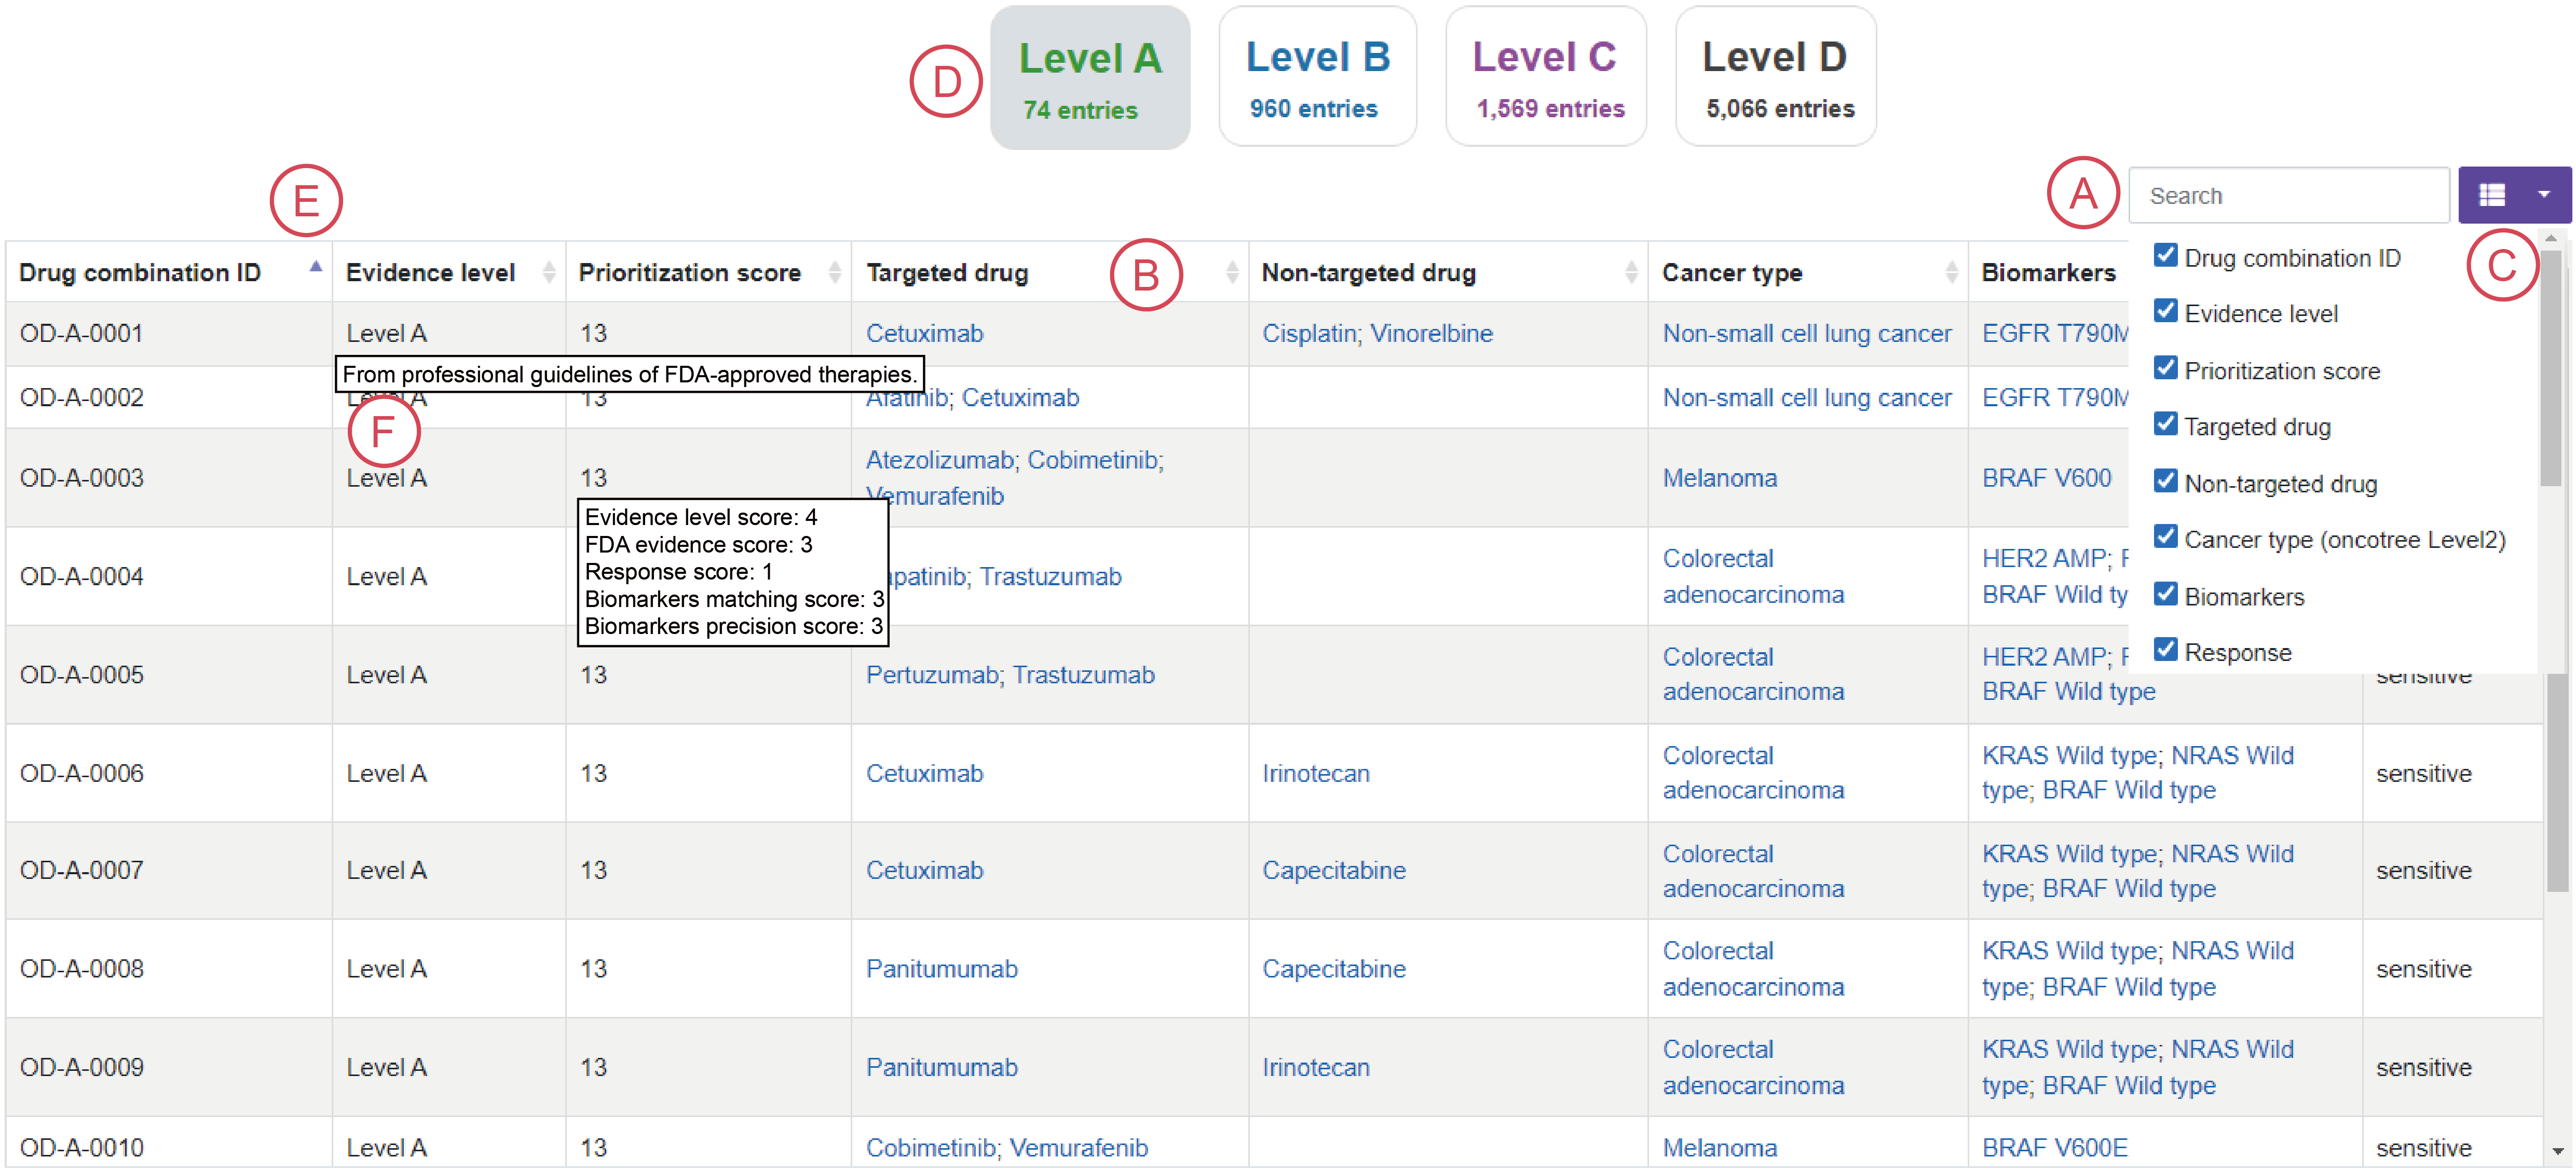 D
Level A
74 entries
Level B
960 entries
Level C
1,569 entries
Level D
5,066 entries
E
A
Search
Drug combination ID
Evidence level
Prioritization score
Targeted drug
B
Non-targeted drug
Cancer type
Biomarkers
C
Drug combination ID
Evidence level
Prioritization score
Targeted drug
Non-targeted drug
Cancer type (oncotree Level2)
Biomarkers
Response
OD-A-0001
Level A
13
Cetuximab
Cisplatin; Vinorelbine
Non-small cell lung cancer
EGFR T790M
From professional guidelines of FDA-approved therapies.
OD-A-0002
Level A
13
Afatinib; Cetuximab
Non-small cell lung cancer
EGFR T790M
F
OD-A-0003
Level A
13
Atezolizumab; Cobimetinib;
Vemurafenib
Melanoma
BRAF V600
Evidence level score: 4
FDA evidence score: 3
Response score: 1
Biomarkers matching score: 3
Biomarkers precision score: 3
OD-A-0004
Level A
apatinib; Trastuzumab
Colorectal
adenocarcinoma
HER2 AMP;
BRAF Wild ty
OD-A-0005
Level A
13
Pertuzumab; Trastuzumab
Colorectal
adenocarcinoma
HER2 AMP;
BRAF Wild type
sensitive
OD-A-0006
Level A
13
Cetuximab
Irinotecan
Colorectal
adenocarcinoma
KRAS Wild type; NRAS Wild
type; BRAF Wild type
sensitive
OD-A-0007
Level A
13
Cetuximab
Capecitabine
Colorectal
adenocarcinoma
KRAS Wild type; NRAS Wild
type; BRAF Wild type
sensitive
OD-A-0008
Level A
13
Panitumumab
Capecitabine
Colorectal
adenocarcinoma
KRAS Wild type; NRAS Wild
type; BRAF Wild type
sensitive
OD-A-0009
Level A
13
Panitumumab
Irinotecan
Colorectal
adenocarcinoma
KRAS Wild type; NRAS Wild
type; BRAF Wild type
sensitive
OD-A-0010
Level A
13
Cobimetinib; Vemurafenib
Melanoma
BRAF V600E
sensitive